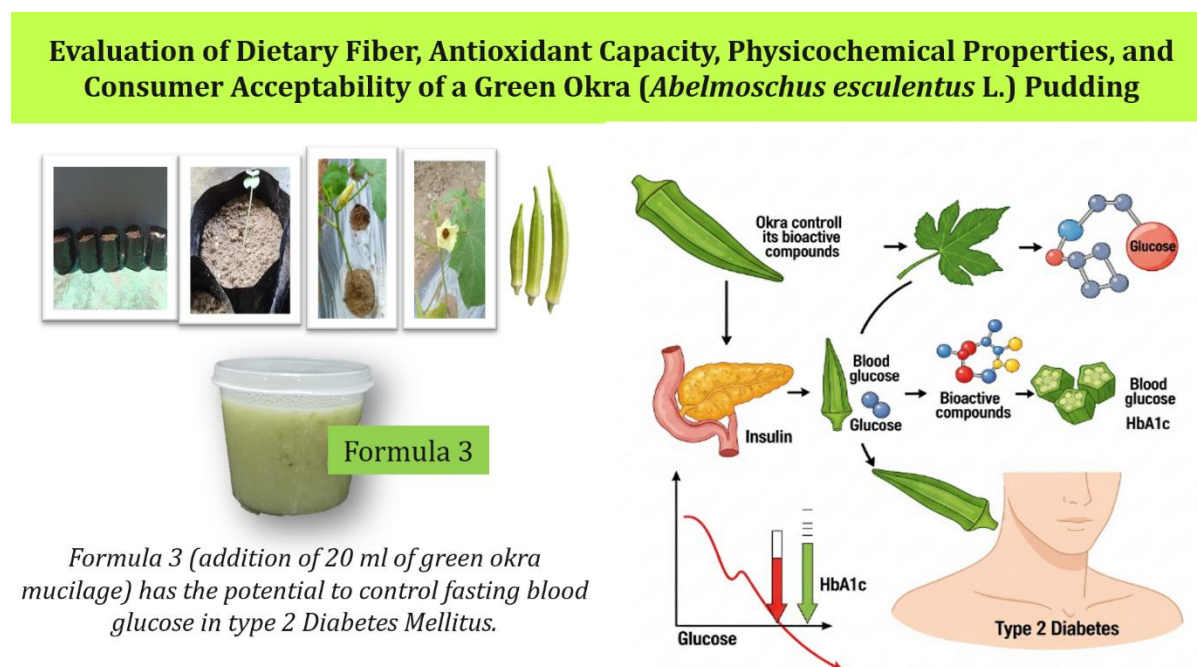 Evaluation of Dietary Fiber, Antioxidant Capacity, Physicochemical Properties, and
Consumer Acceptability of a Green Okra (Abelmoschus esculentus L.) Pudding
Formula 3
Formula 3 (addition of 20 ml of green okra
mucilage) has the potential to control fasting blood
glucose in type 2 Diabetes Mellitus.
Okra controll
its bioactive
compounds
Glucose
Insulin
Blood
glucose
Glucose
Bioactive
compounds
Blood
glucose
HbA1c
HbA1c
Glucose
Type 2 Diabetes